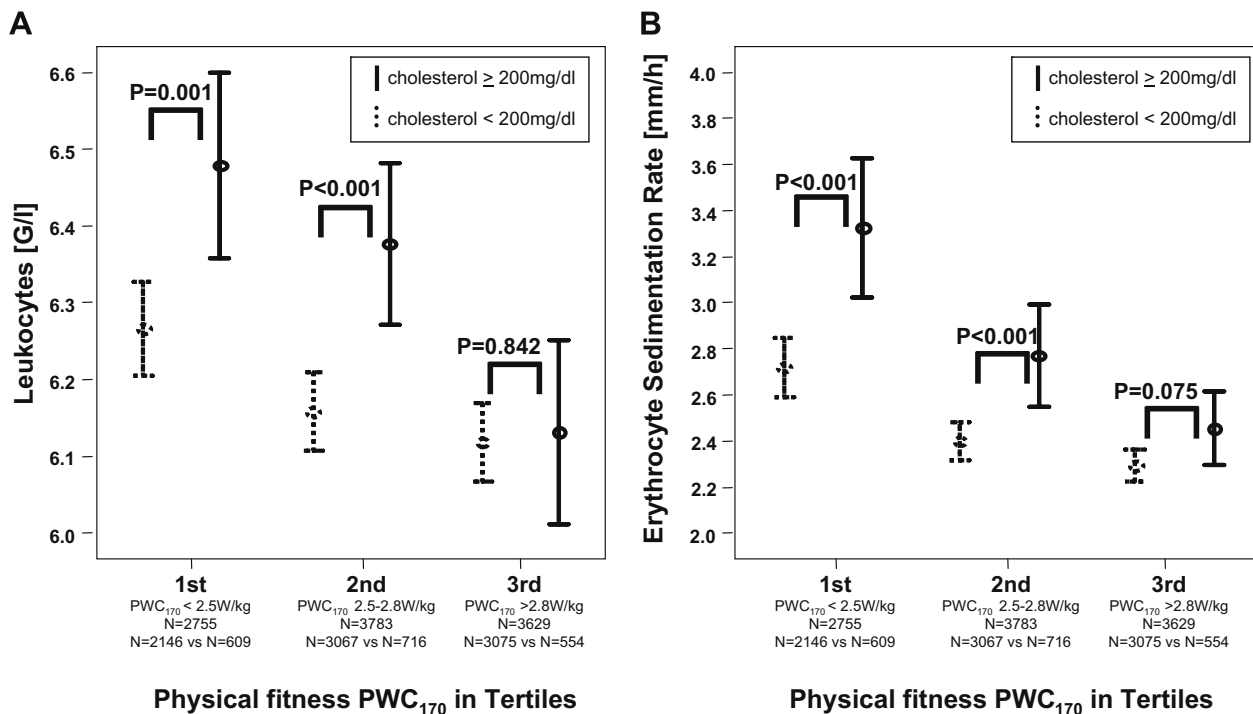 A
Leukocytes [G/l]
6.6
6.5
6.4
6.3
6.2
6.1
6.0
cholesterol ≥ 200mg/dl
cholesterol < 200mg/dl
P=0.001
P<0.001
P=0.842
1st
PWC170 < 2.5W/kg
N=2755
N=2146 vs N=609
2nd
PWC170 2.5-2.8W/kg
N=3783
N=3067 vs N=716
3rd
PWC170 >2.8W/kg
N=3629
N=3075 vs N=554
Physical fitness PWC170 in Tertiles
B
Erythrocyte Sedimentation Rate [mm/h]
4.0
3.8
3.6
3.4
3.2
3.0
2.8
2.6
2.4
2.2
2.0
cholesterol ≥ 200mg/dl
cholesterol < 200mg/dl
P<0.001
P<0.001
P=0.075
1st
PWC170 < 2.5W/kg
N=2755
N=2146 vs N=609
2nd
PWC170 2.5-2.8W/kg
N=3783
N=3067 vs N=716
3rd
PWC170 >2.8W/kg
N=3629
N=3075 vs N=554
Physical fitness PWC170 in Tertiles